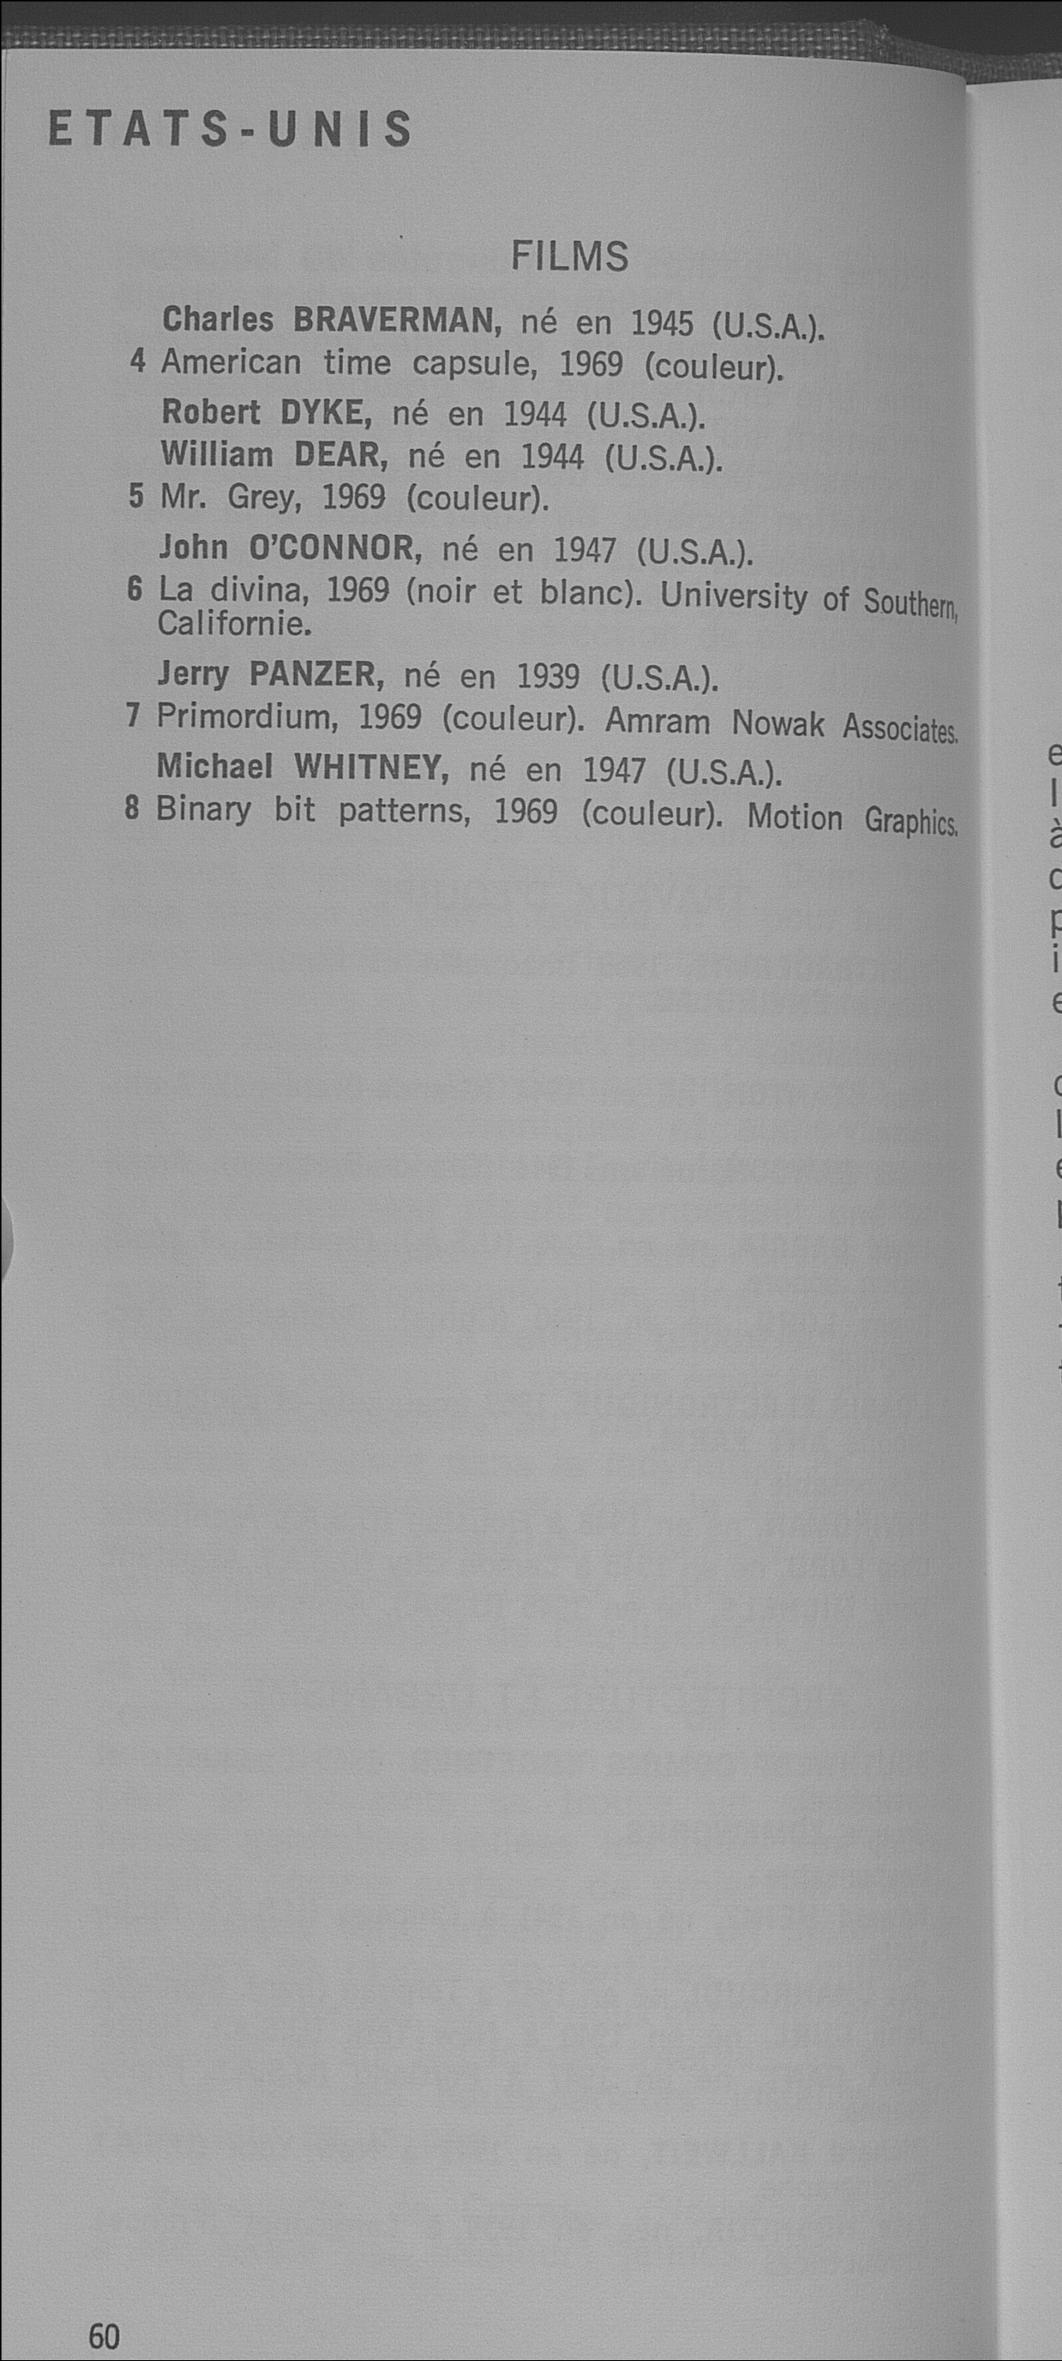 ETATS-UNIS
FILMS
Charles BRAVERMAN, né en 1945 (U.S.A.).
4 American time capsule, 1969 (couleur).
Robert DYKE, né en 1944 (U.S.A.).
William DEAR, né en 1944 (U.S.A.).
5 Mr. Grey, 1969 (couleur).
John O'CONNOR, né en 1947 (U.S.A.).
6 La divina, 1969 (noir et blanc). University of Southern,
Californie.
Jerry PANZER, né en 1939 (U.S.A.).
7 Primordium, 1969 (couleur). Amram Nowak Associates.
Michael WHITNEY, né en 1947 (U.S.A.).
8 Binary bit patterns, 1969 (couleur). Motion Graphics.
60